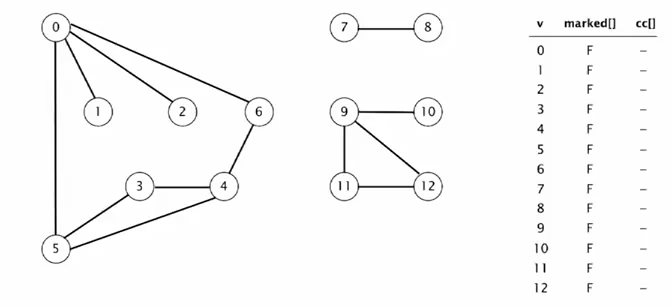 0
7
8
1
2
6
9
10
3
4
11
12
5
v marked[] cc[]
0 F –
1 F –
2 F –
3 F –
4 F –
5 F –
6 F –
7 F –
8 F –
9 F –
10 F –
11 F –
12 F –